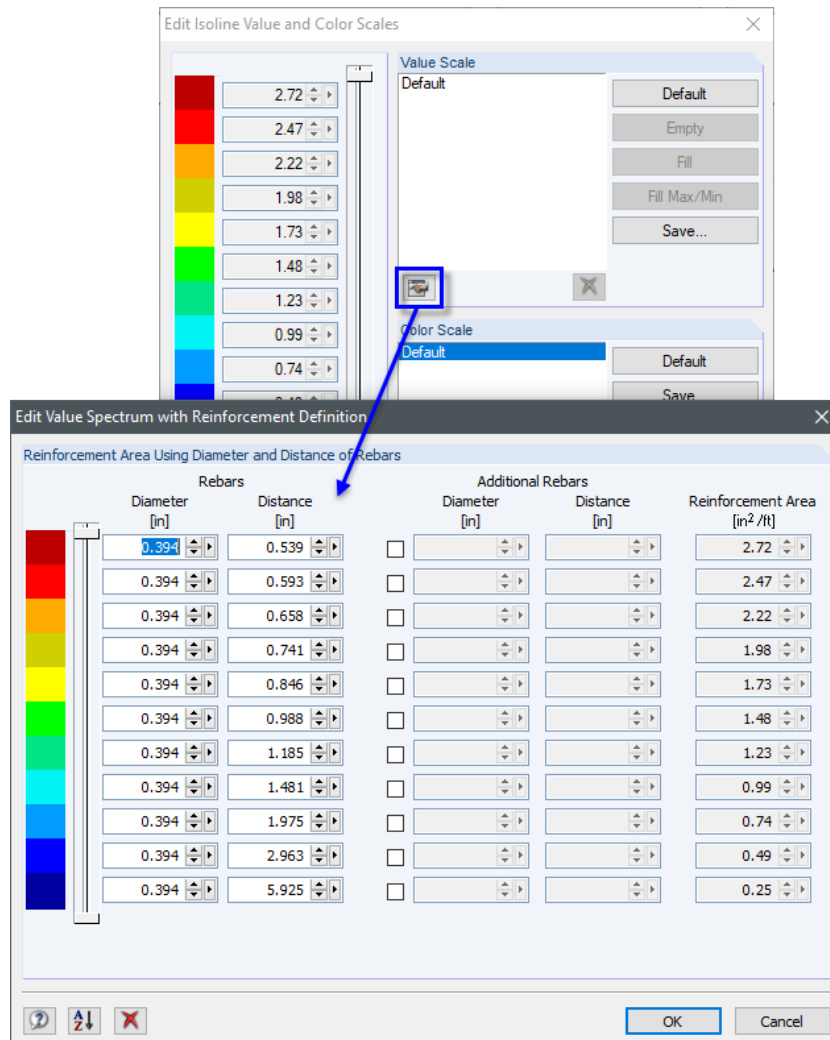 Edit Isoline Value and Color Scales
Value Scale
Default
2.72
Default
2.47
Empty
2.22
Fill
1.98
Fill Max/Min
1.73
Save...
1.48
1.23
0.99
Color Scale
Default
0.74
Default
Edit Value Spectrum with Reinforcement Definition
Reinforcement Area Using Diameter and Distance of Rebars
Rebars Additional Rebars
Diameter Distance Diameter Distance Reinforcement Area
[in] [in] [in] [in] [in²/ft]
0.394 0.539 2.72
0.394 0.593 2.47
0.394 0.658 2.22
0.394 0.741 1.98
0.394 0.846 1.73
0.394 0.988 1.48
0.394 1.185 1.23
0.394 1.481 0.99
0.394 1.975 0.74
0.394 2.963 0.49
0.394 5.925 0.25
OK Cancel